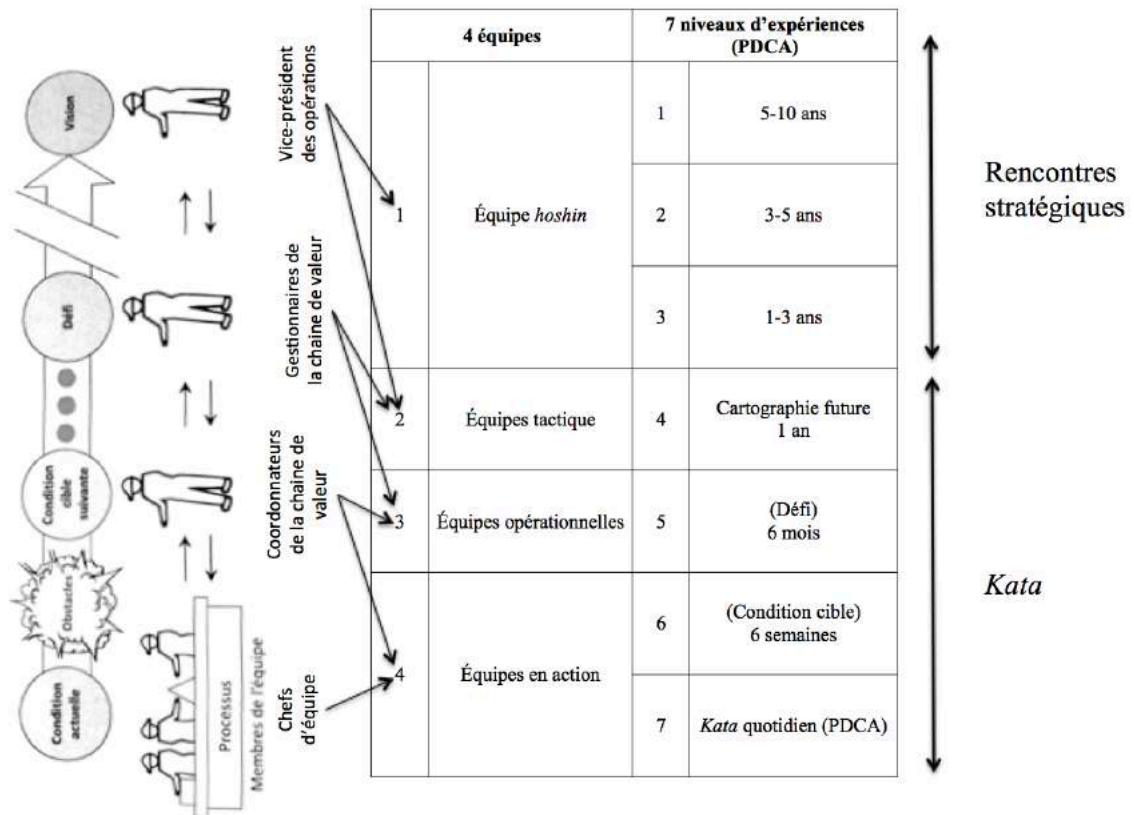 Vision
Défi
Condition
cible
suivante
Obstacles
Condition
actuelle
Processus
Membres de l'équipe
Vice-président
des opérations
Gestionnaires de
la chaine de valeur
Coordonnateurs
de la chaine de
valeur
Chefs
d'équipe
4 équipes
7 niveaux d'expériences
(PDCA)
1
Équipe hoshin
1
5-10 ans
2
3-5 ans
3
1-3 ans
2
Équipes tactique
4
Cartographie future
1 an
3
Équipes opérationnelles
5
(Défi)
6 mois
4
Équipes en action
6
(Condition cible)
6 semaines
7
Kata quotidien (PDCA)
Rencontres
stratégiques
Kata